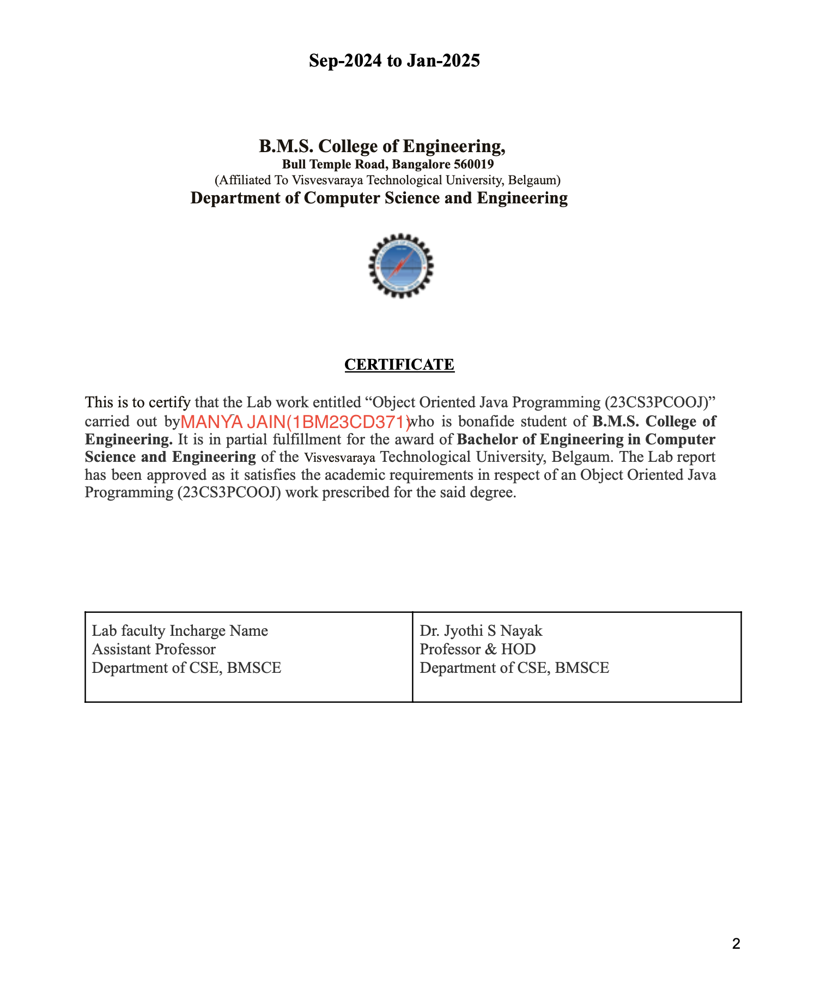 Sep-2024 to Jan-2025
B.M.S. College of Engineering,
Bull Temple Road, Bangalore 560019
(Affiliated To Visvesvaraya Technological University, Belgaum)
Department of Computer Science and Engineering
CERTIFICATE
This is to certify that the Lab work entitled “Object Oriented Java Programming (23CS3PCOOJ)”
carried out by MANYA JAIN(1BM23CD371) who is bonafide student of B.M.S. College of
Engineering. It is in partial fulfillment for the award of Bachelor of Engineering in Computer
Science and Engineering of the Visvesvaraya Technological University, Belgaum. The Lab report
has been approved as it satisfies the academic requirements in respect of an Object Oriented Java
Programming (23CS3PCOOJ) work prescribed for the said degree.
Lab faculty Incharge Name
Assistant Professor
Department of CSE, BMSCE
Dr. Jyothi S Nayak
Professor & HOD
Department of CSE, BMSCE
2